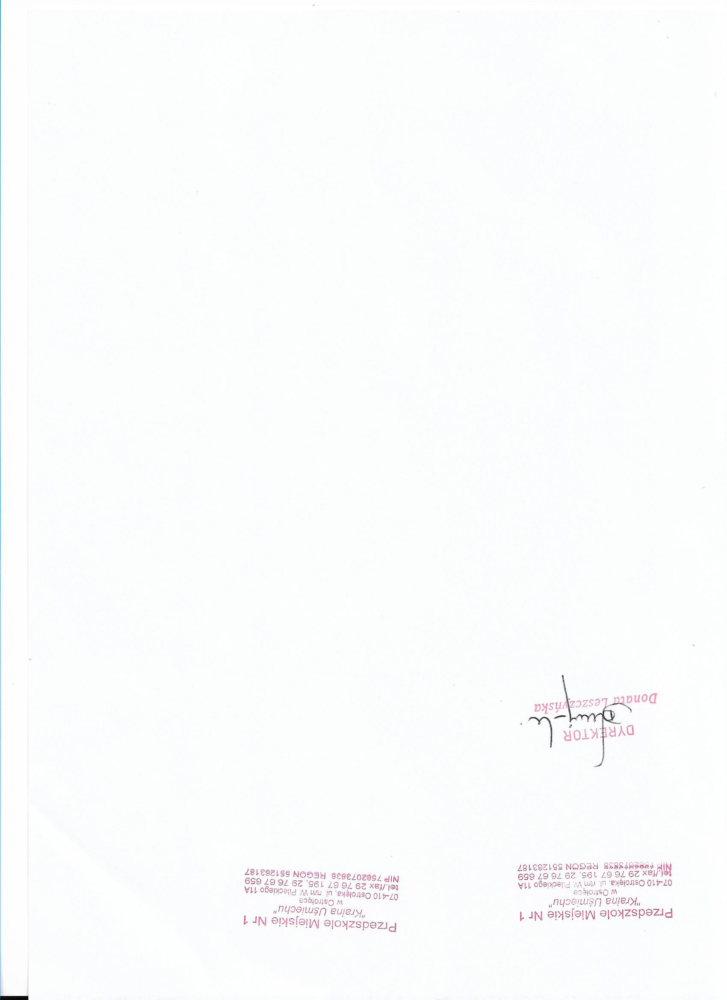 Przedszkole Miejskie Nr 1
"Kraina Uśmiechu"
w Ostrołęce
07-410 Ostrołęka, ul. rtm W. Pileckiego 11A
tel./fax 29 76 67 195, 29 76 67 659
NIP REGON 551263187
Przedszkole Miejskie Nr 1
"Kraina Uśmiechu"
w Ostrołęce
07-410 Ostrołęka, ul. rtm W. Pileckiego 11A
tel./fax 29 76 67 195, 29 76 67 659
NIP 7582073838 REGON 551263187
DYREKTOR
Donata Leszczyńska